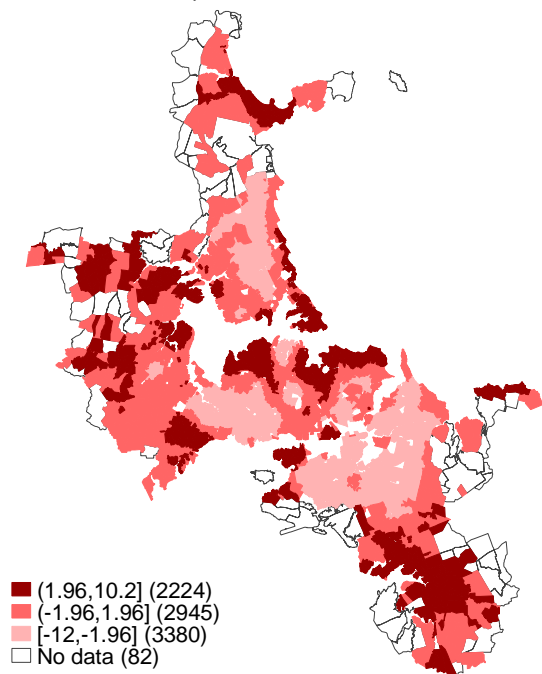 (1.96,10.2] (2224)
(-1.96,1.96] (2945)
[-12,-1.96] (3380)
No data (82)